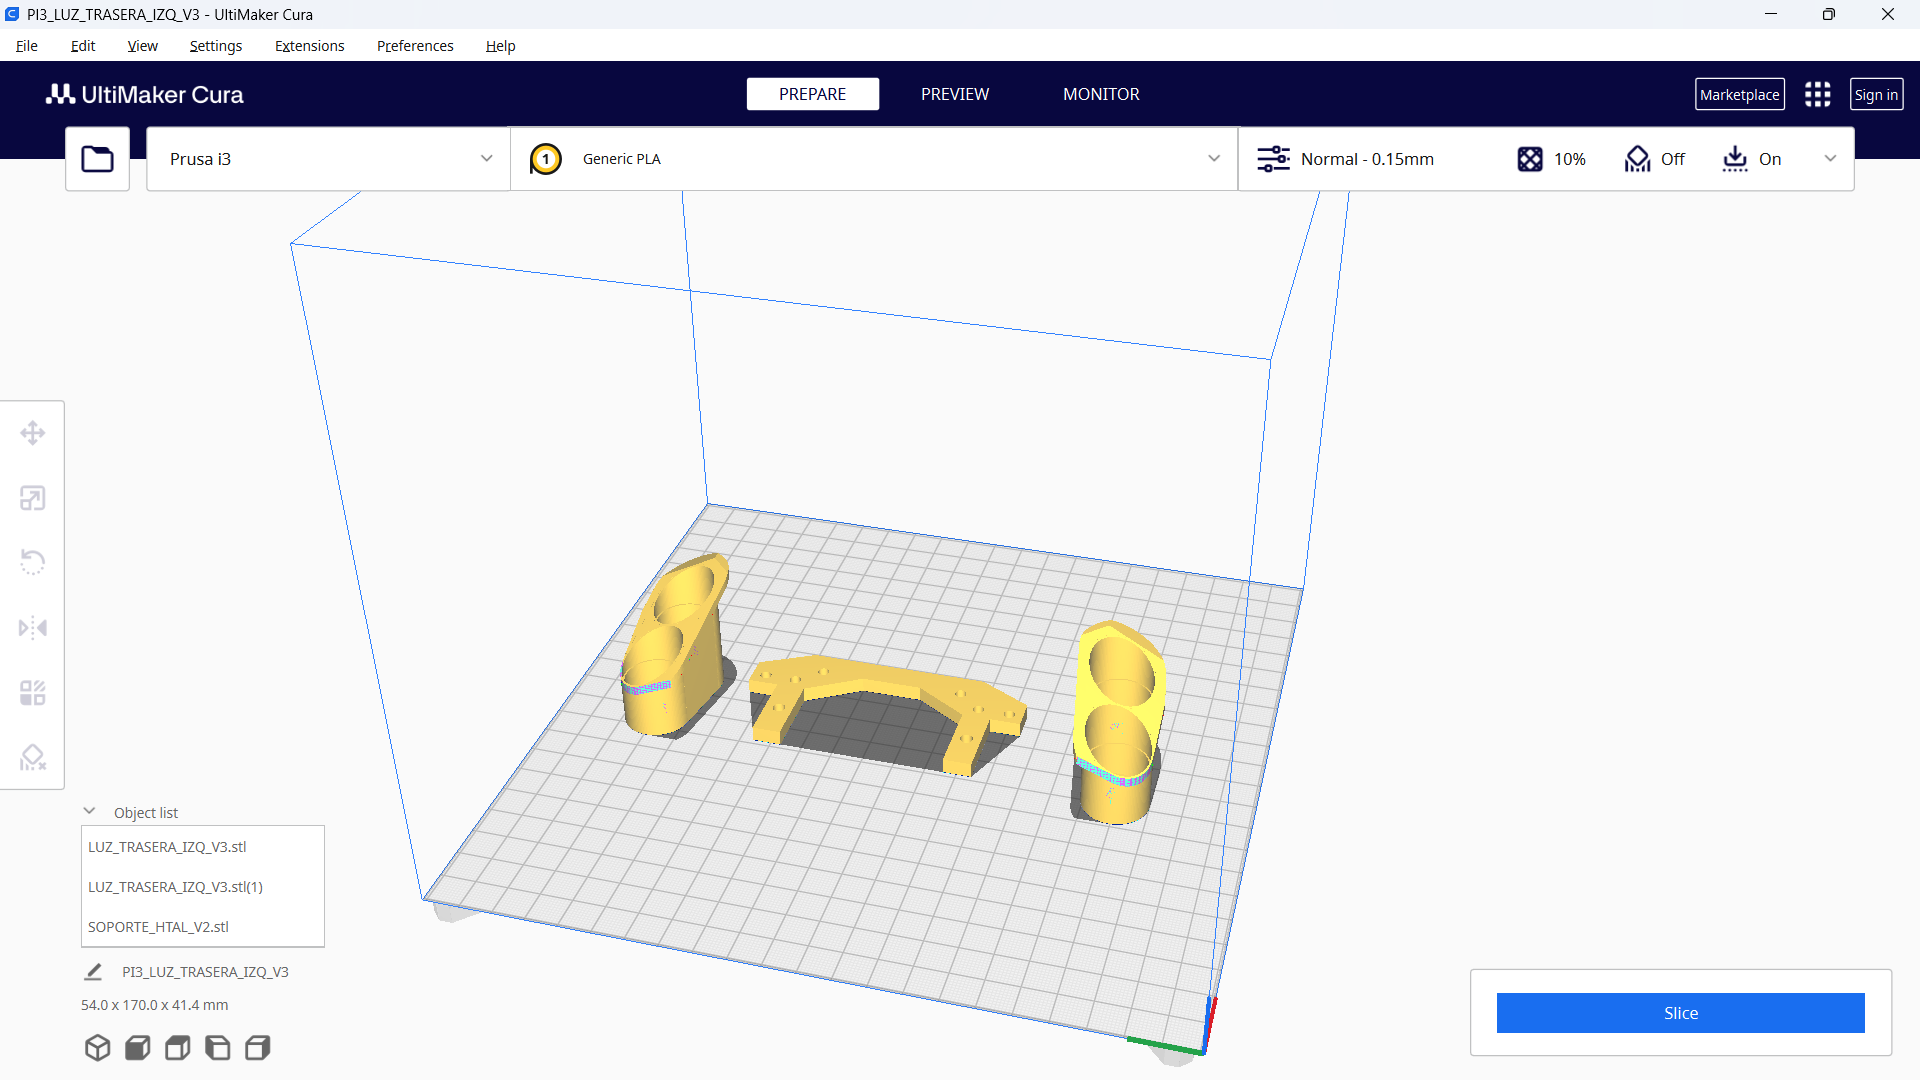 PI3_LUZ_TRASERA_IZQ_V3 - UltiMaker Cura
File Edit View Settings Extensions Preferences Help
UltiMaker Cura
PREPARE PREVIEW MONITOR
Marketplace
Sign in
Prusa i3
1 Generic PLA
Normal - 0.15mm 10% Off On
Object list
LUZ_TRASERA_IZQ_V3.stl
LUZ_TRASERA_IZQ_V3.stl(1)
SOPORTE_HTAL_V2.stl
PI3_LUZ_TRASERA_IZQ_V3
54.0 x 170.0 x 41.4 mm
Slice